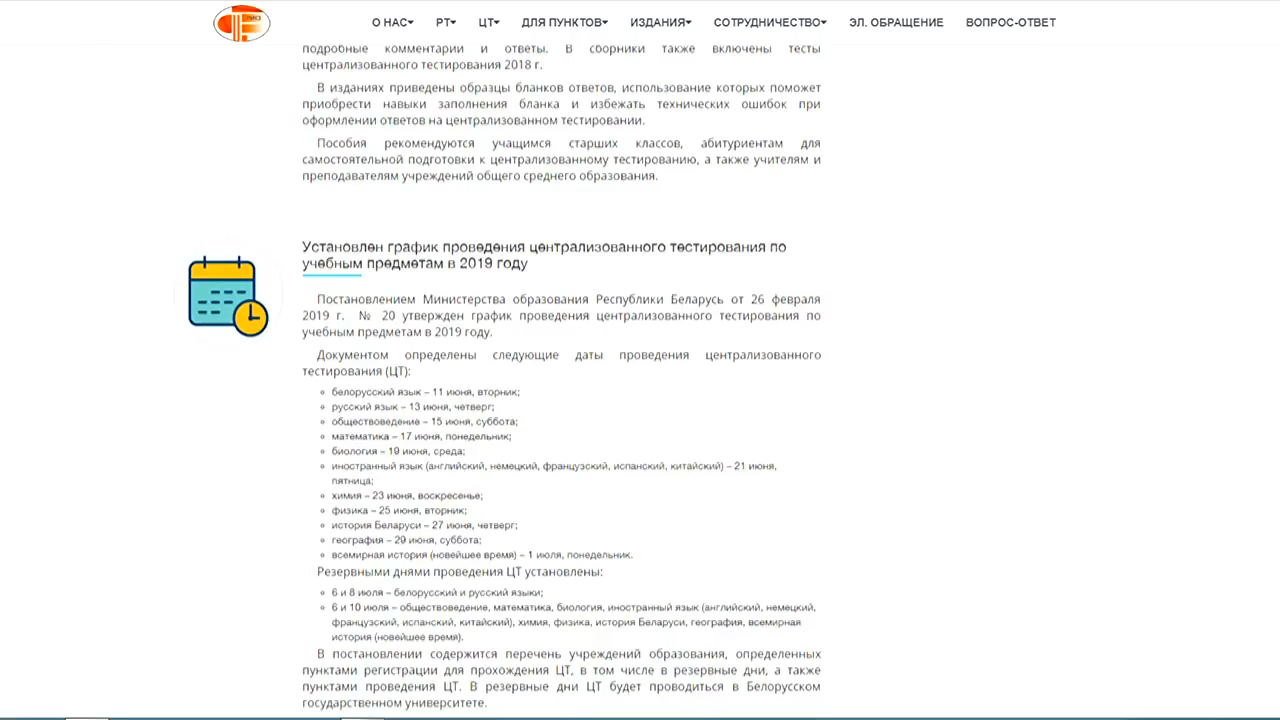 О НАС РТ ЦТ ДЛЯ ПУНКТОВ ИЗДАНИЯ СОТРУДНИЧЕСТВО ЭЛ. ОБРАЩЕНИЕ ВОПРОС-ОТВЕТ
подробные комментарии и ответы. В сборники также включены тесты
централизованного тестирования 2018 г.
В изданиях приведены образцы бланков ответов, использование которых поможет
приобрести навыки заполнения бланка и избежать технических ошибок при
оформлении ответов на централизованном тестировании.
Пособия рекомендуются учащимся старших классов, абитуриентам для
самостоятельной подготовки к централизованному тестированию, а также учителям и
преподавателям учреждений общего среднего образования.
Установлен график проведения централизованного тестирования по
учебным предметам в 2019 году
Постановлением Министерства образования Республики Беларусь от 26 февраля
2019 г. № 20 утвержден график проведения централизованного тестирования по
учебным предметам в 2019 году.
Документом определены следующие даты проведения централизованного
тестирования (ЦТ):
белорусский язык – 11 июня, вторник;
русский язык – 13 июня, четверг;
обществоведение – 15 июня, суббота;
математика – 17 июня, понедельник;
биология – 19 июня, среда;
иностранный язык (английский, немецкий, французский, испанский, китайский) – 21 июня,
пятница;
химия – 23 июня, воскресенье;
физика – 25 июня, вторник;
история Беларуси – 27 июня, четверг;
география – 29 июня, суббота;
всемирная история (новейшее время) – 1 июля, понедельник.
Резервными днями проведения ЦТ установлены:
6 и 8 июля – белорусский и русский языки;
6 и 10 июля – обществоведение, математика, биология, иностранный язык (английский, немецкий,
французский, испанский, китайский), химия, физика, история Беларуси, география, всемирная
история (новейшее время).
В постановлении содержится перечень учреждений образования, определенных
пунктами регистрации для прохождения ЦТ, в том числе в резервные дни, а также
пунктами проведения ЦТ. В резервные дни ЦТ будет проводиться в Белорусском
государственном университете.